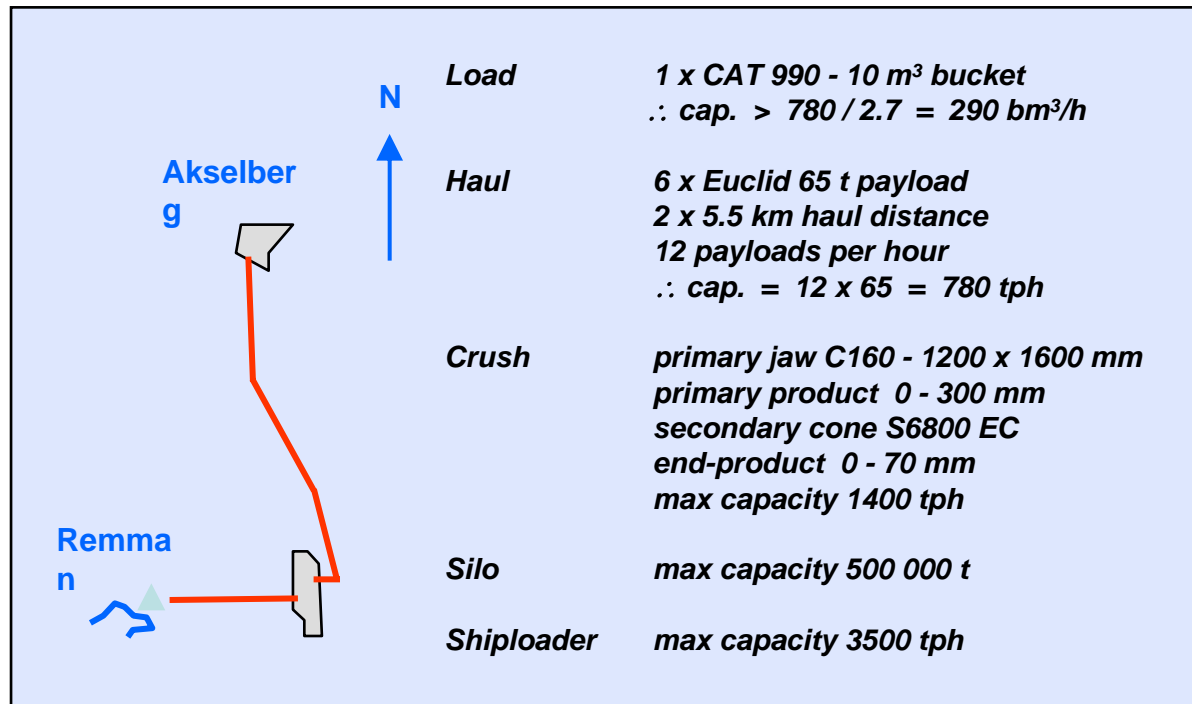 N
Akselber
g
Remma
n
Load 1 x CAT 990 - 10 m³ bucket
∴ cap. > 780 / 2.7 = 290 bm³/h
Haul 6 x Euclid 65 t payload
2 x 5.5 km haul distance
12 payloads per hour
∴ cap. = 12 x 65 = 780 tph
Crush primary jaw C160 - 1200 x 1600 mm
primary product 0 - 300 mm
secondary cone S6800 EC
end-product 0 - 70 mm
max capacity 1400 tph
Silo max capacity 500 000 t
Shiploader max capacity 3500 tph